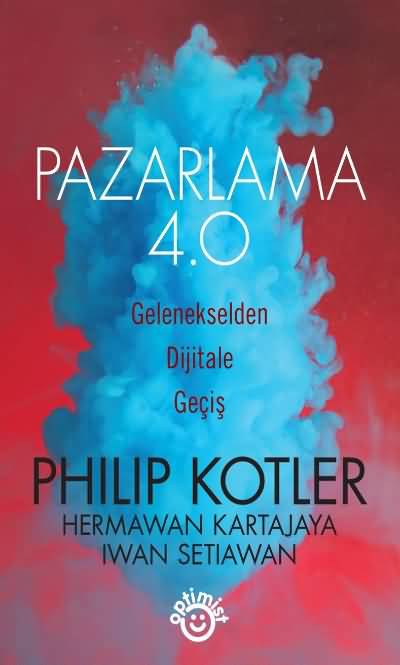 PAZARLAMA
4.0
Gelenekselden
Dijitale
Geçiş
PHILIP KOTLER
HERMAWAN KARTAJAYA
IWAN SETIAWAN
optimist